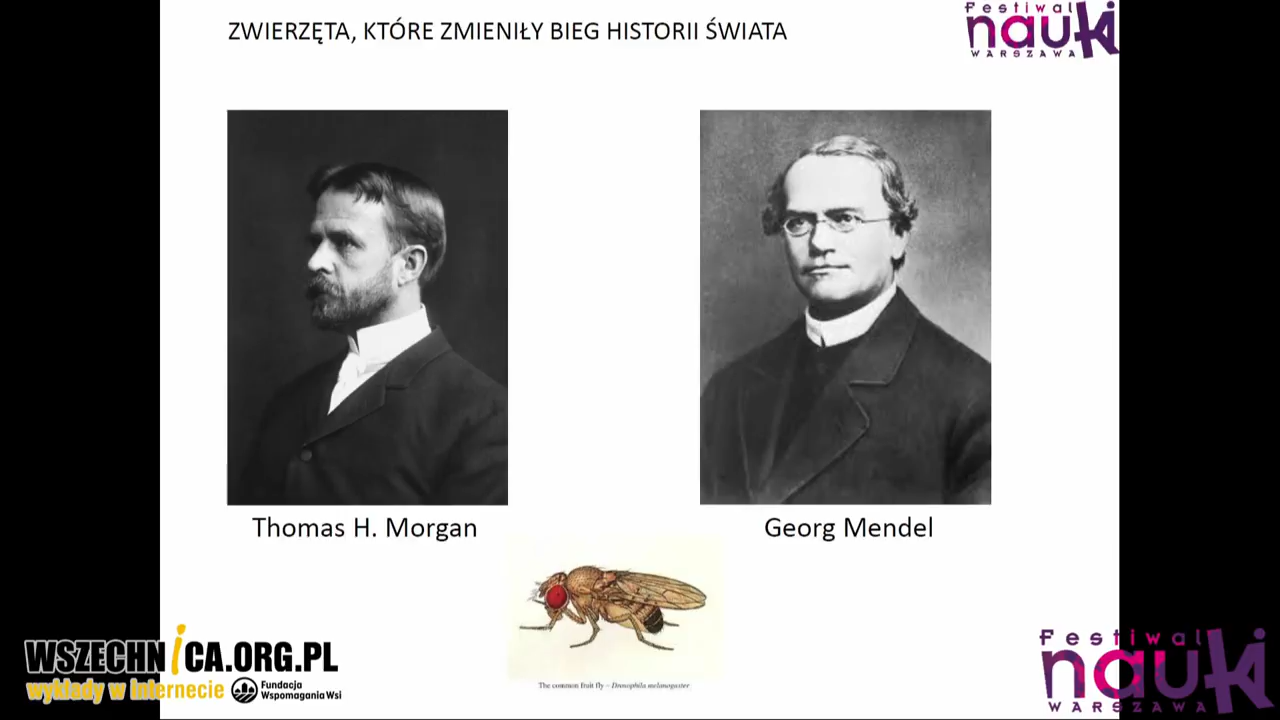 ZWIERZĘTA, KTÓRE ZMIENIŁY BIEG HISTORII ŚWIATA
Festiwal
nauki
WARSZAWA
Thomas H. Morgan
Georg Mendel
The common fruit fly – Drosophila melanogaster
WSZECHNICA.ORG.PL
wykłady w internecie
Fundacja
Wspomagania Wsi
Festiwal
nauki
WARSZAWA